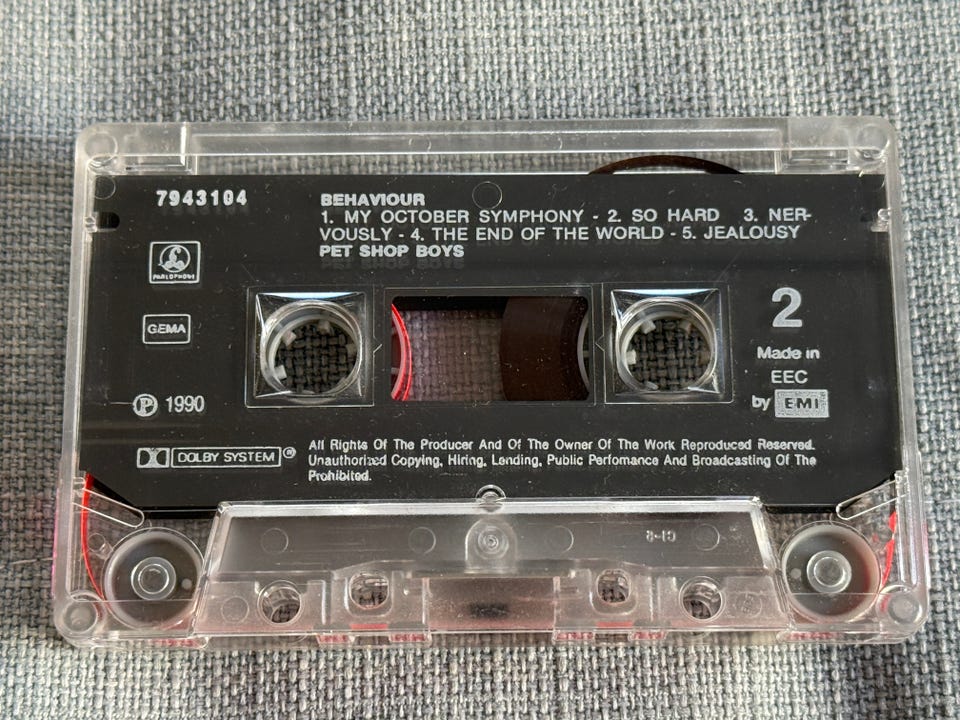 7943104
BEHAVIOUR
1. MY OCTOBER SYMPHONY - 2. SO HARD 3. NER-
VOUSLY - 4. THE END OF THE WORLD - 5. JEALOUSY
PET SHOP BOYS
PARLOPHONE
GEMA
℗ 1990
2
Made in
EEC
by EMI
DOLBY SYSTEM ®
All Rights Of The Producer And Of The Owner Of The Work Reproduced Reserved.
Unauthorized Copying, Hiring, Lending, Public Perfomance And Broadcasting Of The
Prohibited.